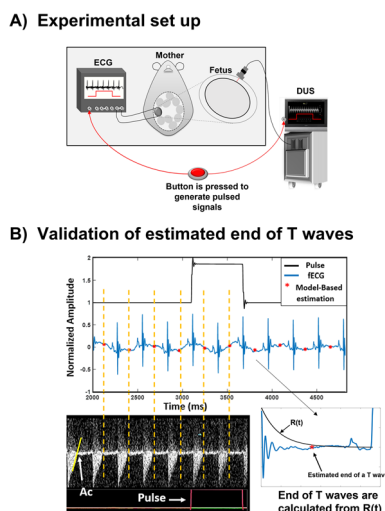 A) Experimental set up
Mother
ECG
Fetus
DUS
Button is pressed to
generate pulsed
signals
B) Validation of estimated end of T waves
Normalized Amplitude
2
1.5
1
0.5
0
-0.5
-1
2000
2500
3000
3500
4000
4500
Time (ms)
Pulse
fECG
Model-Based
estimation
Ac
Pulse
R(t)
Estimated end of a T wav
End of T waves are
calculated from R(t)